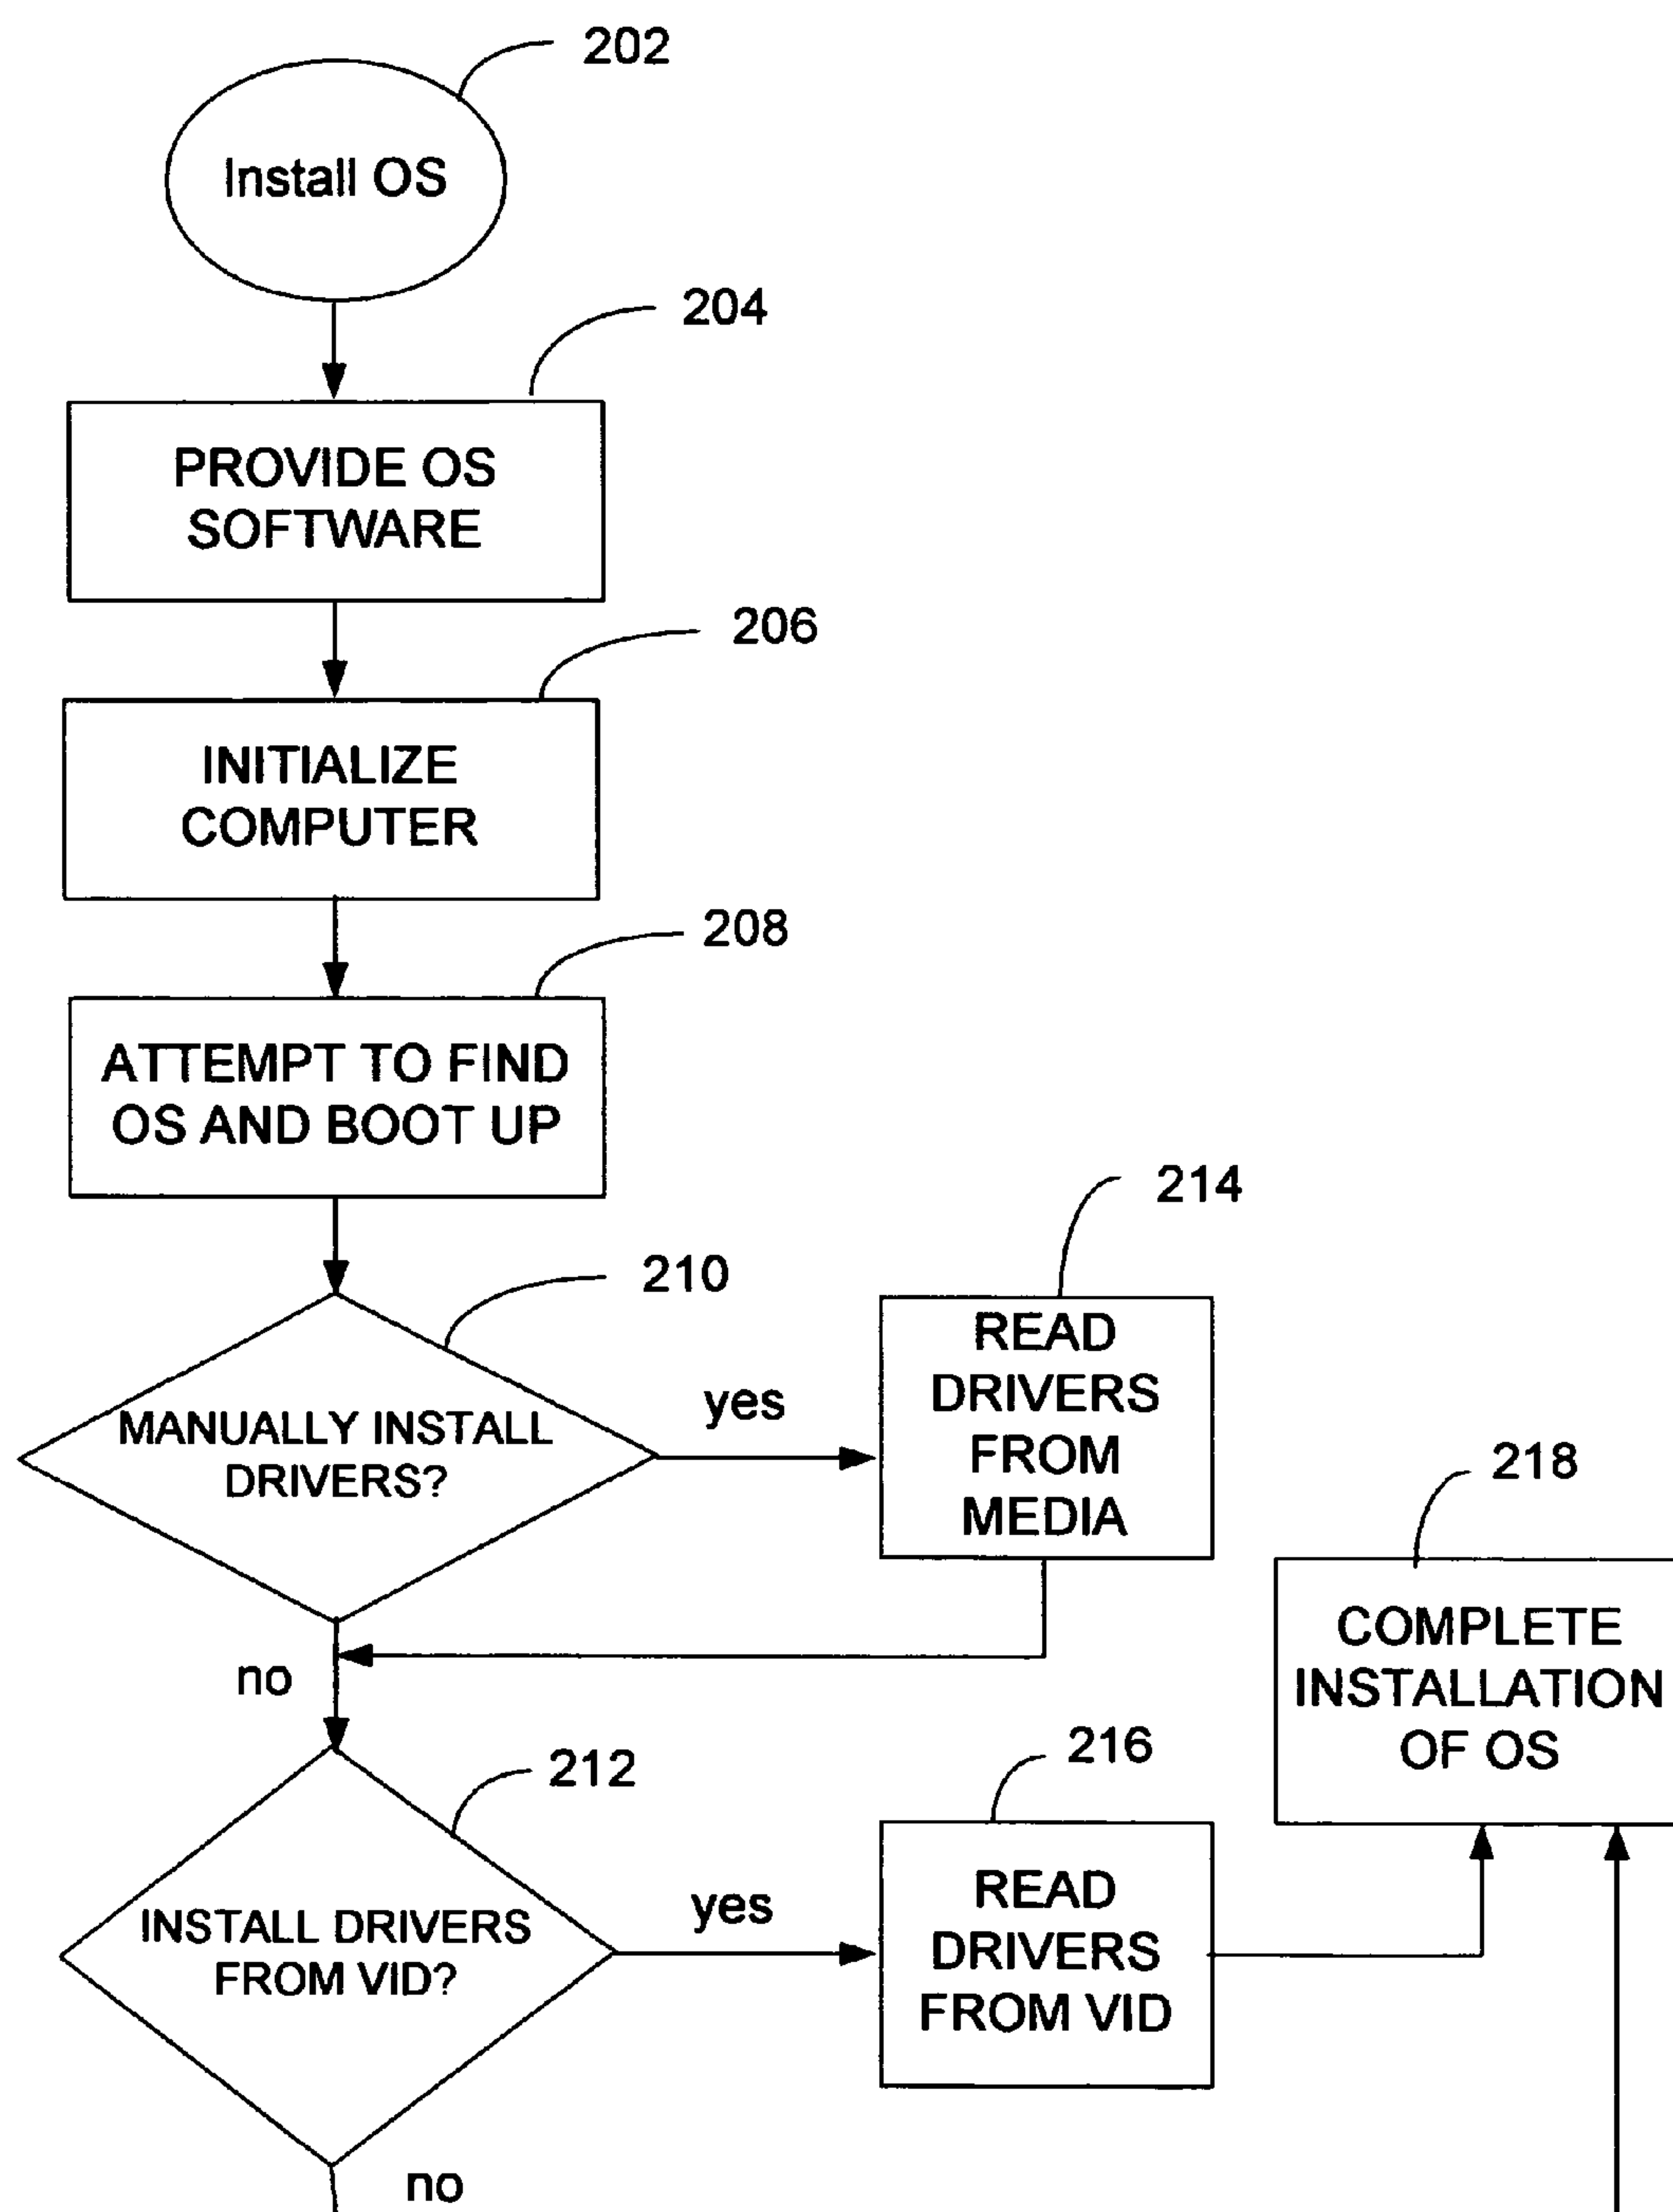 202
Install OS
204
PROVIDE OS
SOFTWARE
206
INITIALIZE
COMPUTER
208
ATTEMPT TO FIND
OS AND BOOT UP
210
MANUALLY INSTALL
DRIVERS?
yes
214
READ
DRIVERS
FROM
MEDIA
no
212
INSTALL DRIVERS
FROM VID?
yes
216
READ
DRIVERS
FROM VID
218
COMPLETE
INSTALLATION
OF OS
no